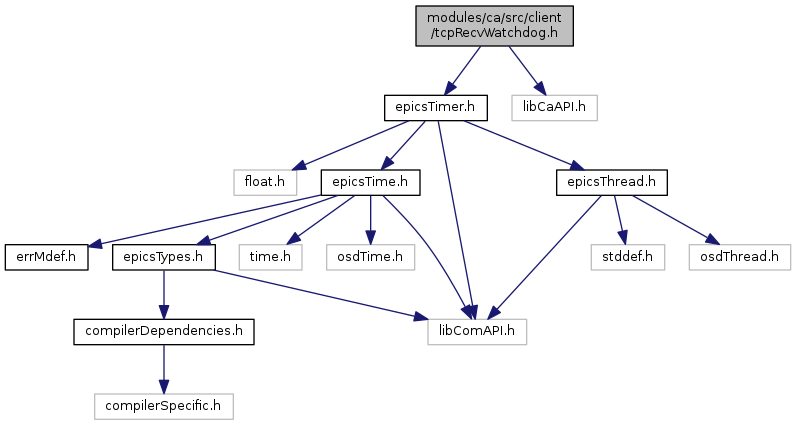 modules/ca/src/client
/tcpRecvWatchdog.h
epicsTimer.h
libCaAPI.h
float.h
epicsTime.h
epicsThread.h
errMdef.h
epicsTypes.h
time.h
osdTime.h
stddef.h
osdThread.h
compilerDependencies.h
libComAPI.h
compilerSpecific.h